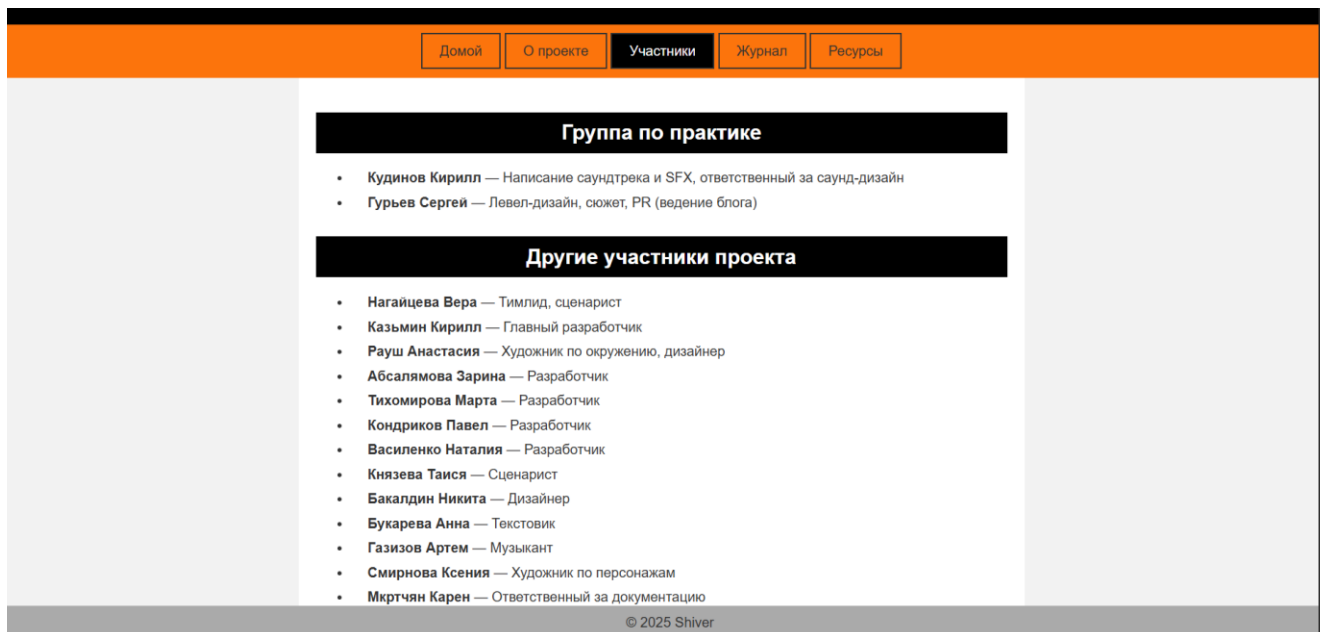 Домой О проекте Участники Журнал Ресурсы
Группа по практике
• Кудинов Кирилл — Написание саундтрека и SFX, ответственный за саунд-дизайн
• Гурьев Сергей — Левел-дизайн, сюжет, PR (ведение блога)
Другие участники проекта
• Нагайцева Вера — Тимлид, сценарист
• Казьмин Кирилл — Главный разработчик
• Рауш Анастасия — Художник по окружению, дизайнер
• Абсалямова Зарина — Разработчик
• Тихомирова Марта — Разработчик
• Кондриков Павел — Разработчик
• Василенко Наталия — Разработчик
• Князева Таися — Сценарист
• Бакалдин Никита — Дизайнер
• Букарева Анна — Текстовик
• Газизов Артем — Музыкант
• Смирнова Ксения — Художник по персонажам
• Мкртчян Карен — Ответственный за документацию
© 2025 Shiver